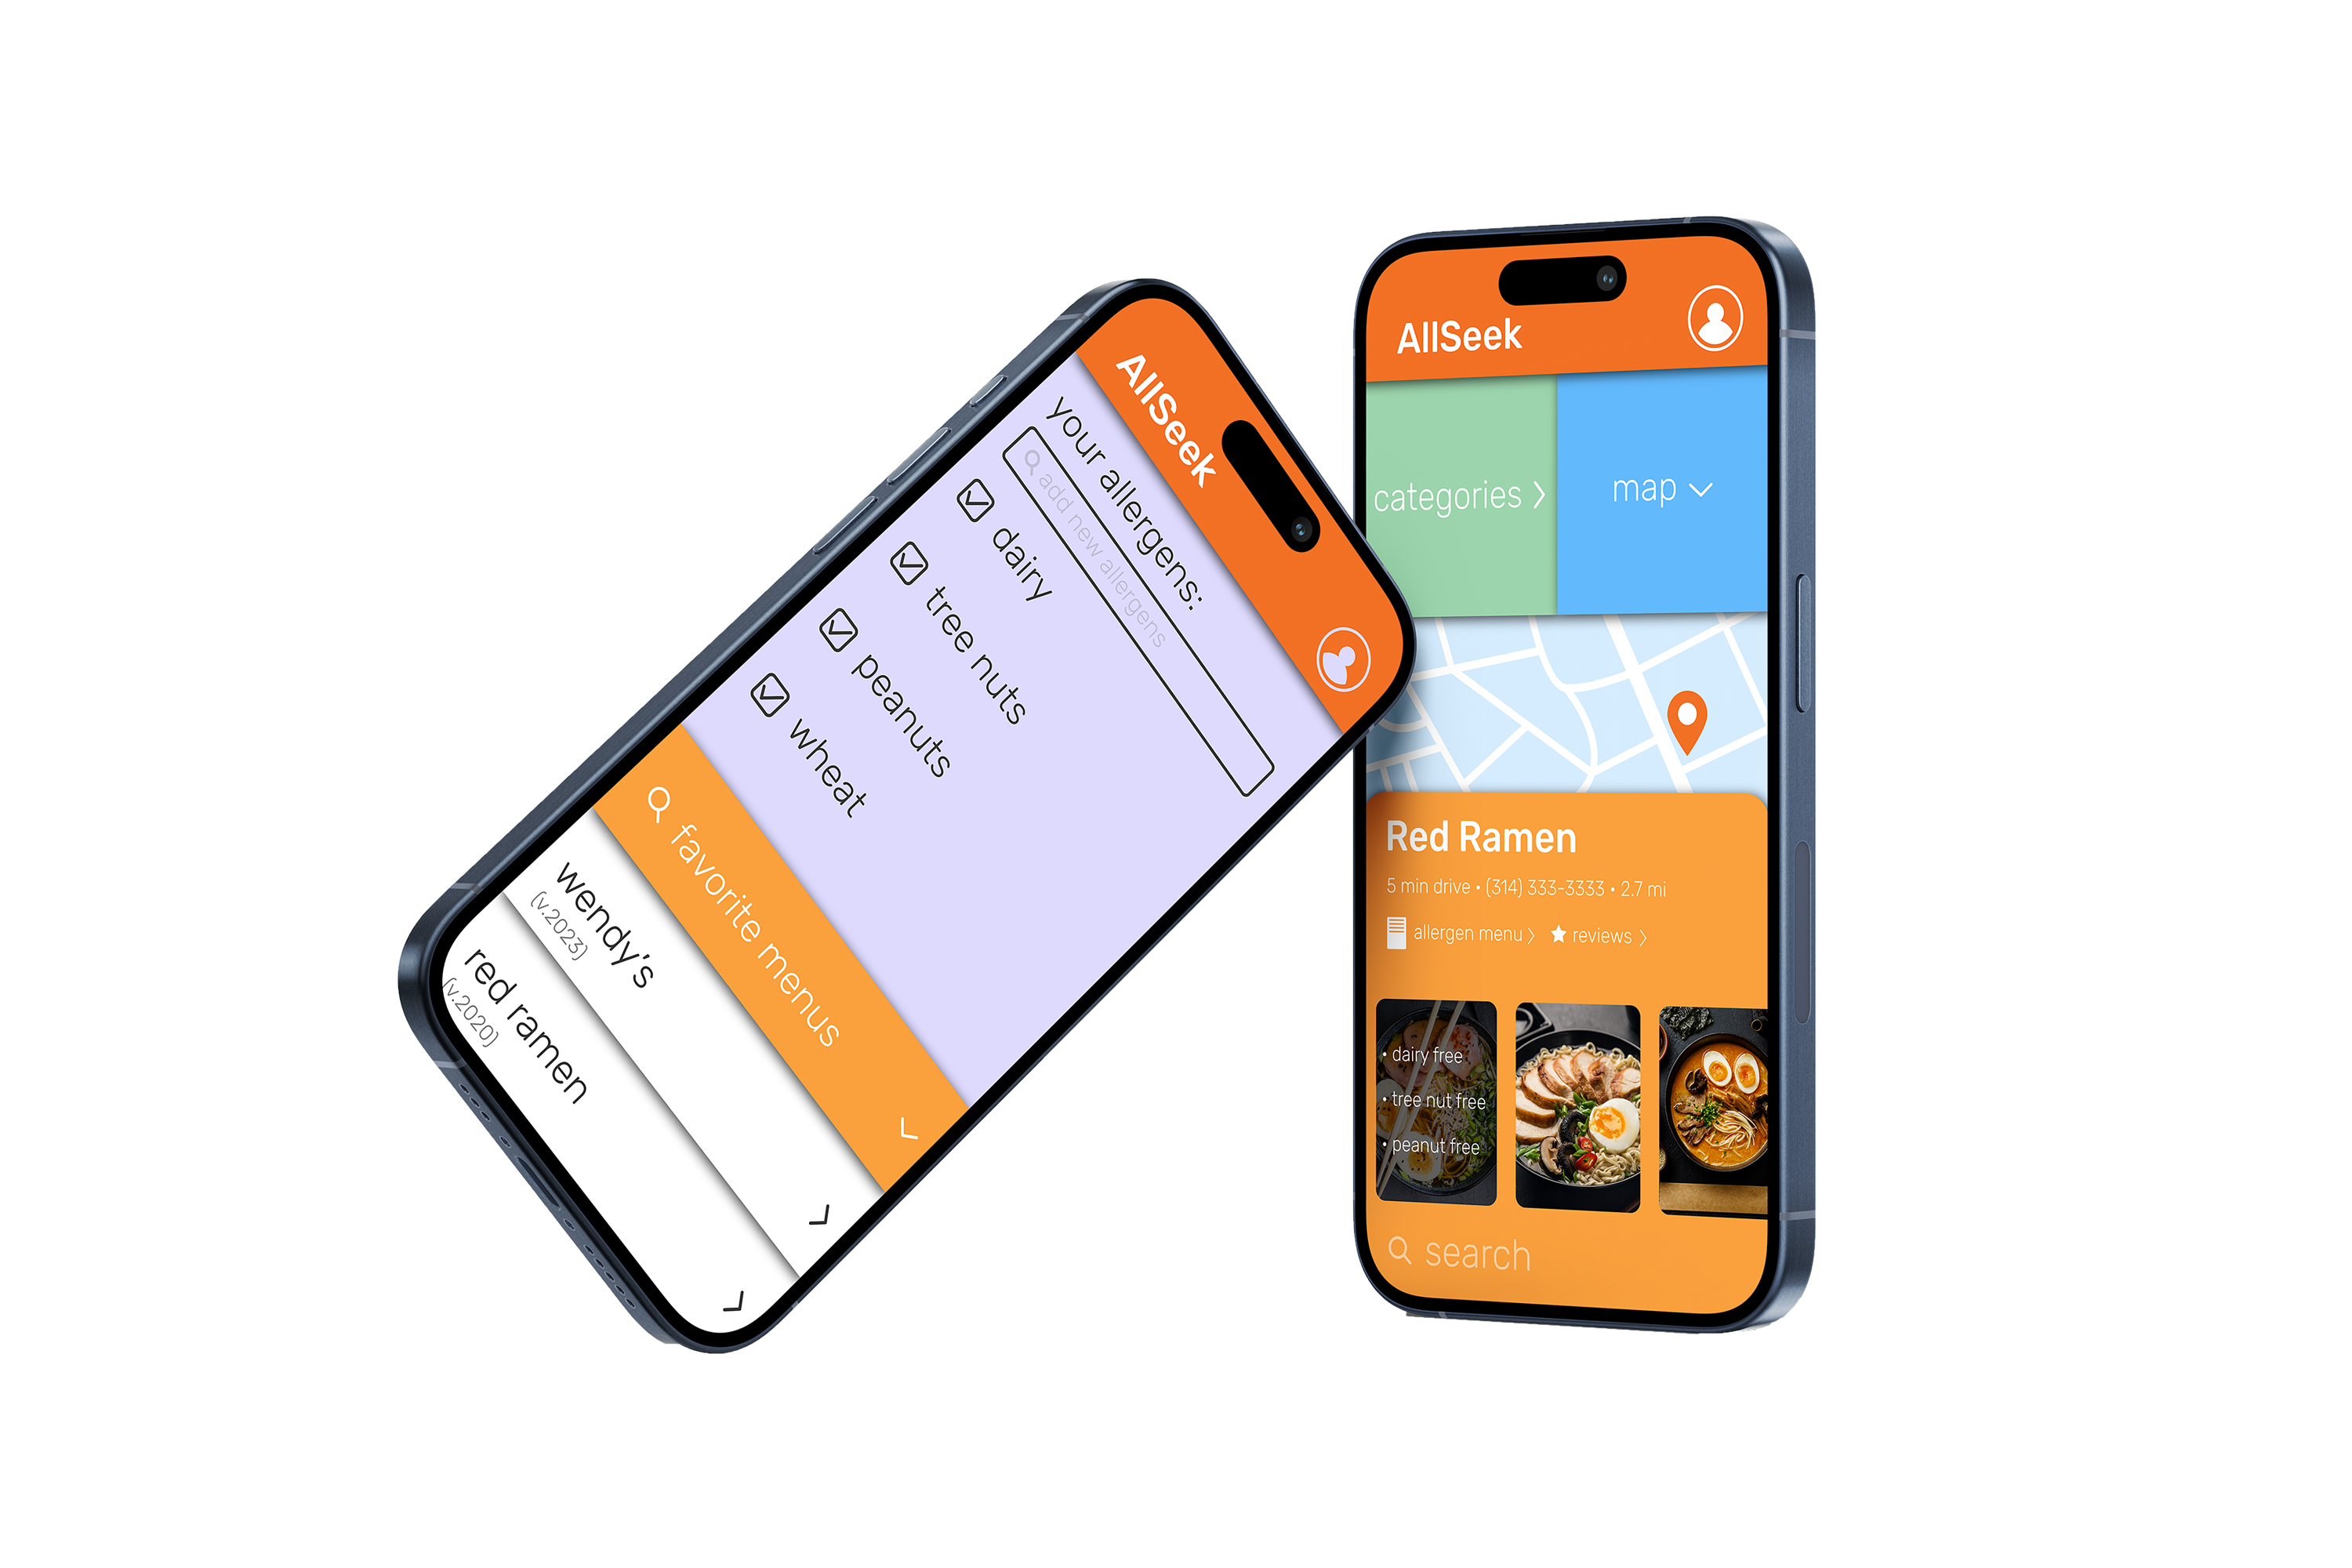 AllSeek
your allergens:
add new allergens
dairy
tree nuts
peanuts
wheat
favorite menus
wendy's
(v.2023)
red ramen
(v.2020)
AllSeek
categories
map
Red Ramen
5 min drive • (314) 333-3333 • 2.7 mi
allergen menu
reviews
• dairy free
• tree nut free
• peanut free
search